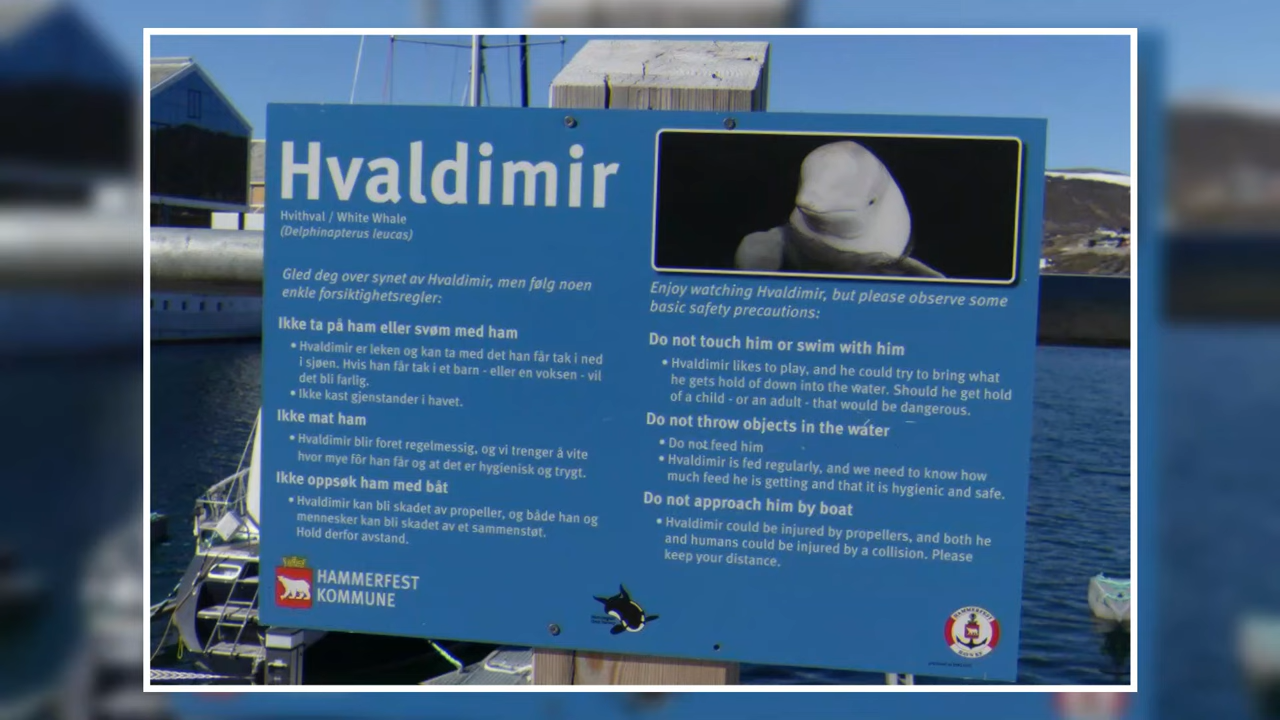 Hvaldimir
Hvithval / White Whale
(Delphinapterus leucas)
Gled deg over synet av Hvaldimir, men følg noen
enkle forsiktighetsregler:
Ikke ta på ham eller svøm med ham
• Hvaldimir er leken og kan ta med det han får tak i ned
i sjøen. Hvis han får tak i et barn - eller en voksen - vil
det bli farlig.
• Ikke kast gjenstander i havet.
Ikke mat ham
• Hvaldimir blir foret regelmessig, og vi trenger å vite
hvor mye fôr han får og at det er hygienisk og trygt.
Ikke oppsøk ham med båt
• Hvaldimir kan bli skadet av propeller, og både han og
mennesker kan bli skadet av et sammenstøt.
Hold derfor avstand.
HAMMERFEST
KOMMUNE
Enjoy watching Hvaldimir, but please observe some
basic safety precautions:
Do not touch him or swim with him
• Hvaldimir likes to play, and he could try to bring what
he gets hold of down into the water. Should he get hold
of a child - or an adult - that would be dangerous.
Do not throw objects in the water
• Do not feed him
• Hvaldimir is fed regularly, and we need to know how
much feed he is getting and that it is hygienic and safe.
Do not approach him by boat
• Hvaldimir could be injured by propellers, and both he
and humans could be injured by a collision. Please
keep your distance.
HAMMERFEST